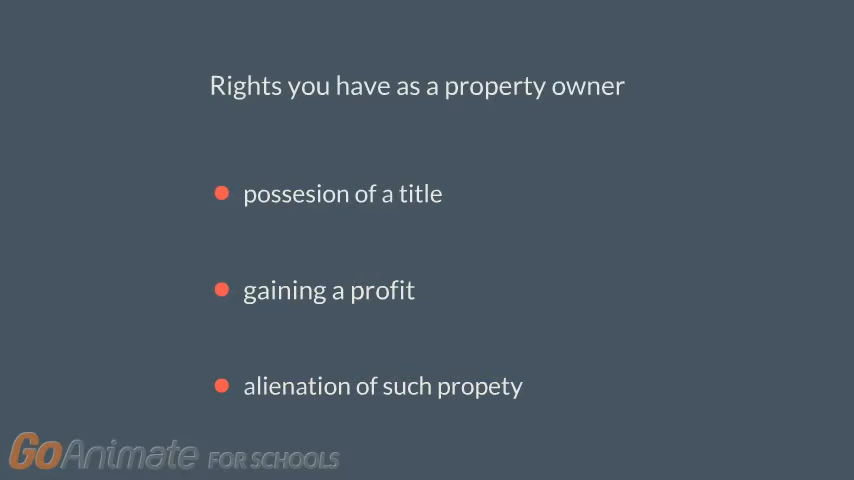 Rights you have as a property owner
possesion of a title
gaining a profit
alienation of such propety
GoAnimate FOR SCHOOLS